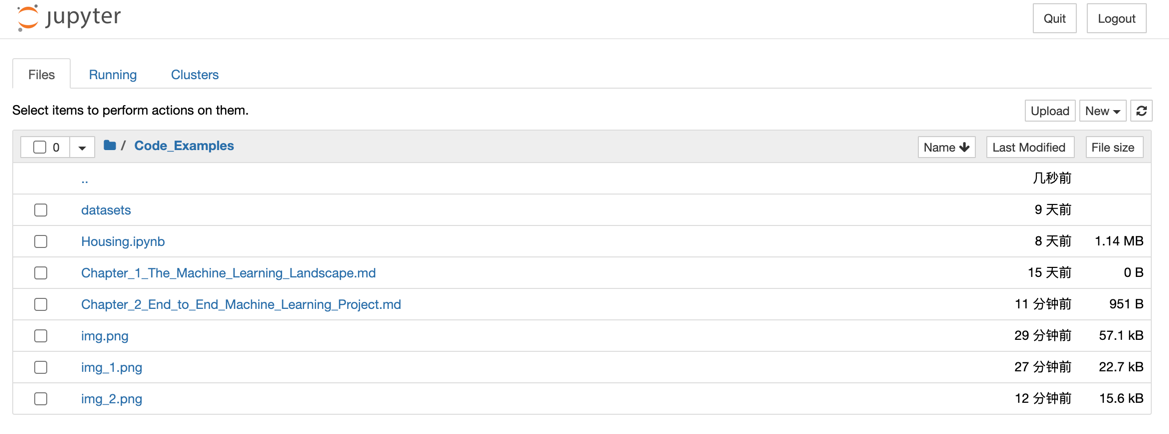 jupyter
Quit Logout
Files Running Clusters
Select items to perform actions on them.
Upload New
0 / Code_Examples Name Last Modified File size
.. 几秒前
datasets 9 天前
Housing.ipynb 8 天前 1.14 MB
Chapter_1_The_Machine_Learning_Landscape.md 15 天前 0 B
Chapter_2_End_to_End_Machine_Learning_Project.md 11 分钟前 951 B
img.png 29 分钟前 57.1 kB
img_1.png 27 分钟前 22.7 kB
img_2.png 12 分钟前 15.6 kB